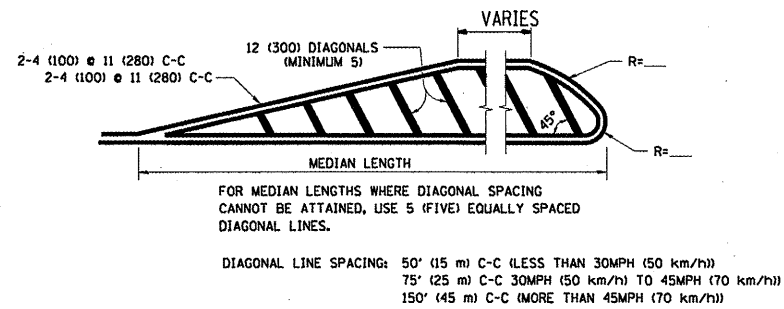 VARIES
2-4 (100) @ 11 (280) C-C
2-4 (100) @ 11 (280) C-C
12 (300) DIAGONALS
(MINIMUM 5)
R=__
45°
R=__
MEDIAN LENGTH
FOR MEDIAN LENGTHS WHERE DIAGONAL SPACING
CANNOT BE ATTAINED, USE 5 (FIVE) EQUALLY SPACED
DIAGONAL LINES.
DIAGONAL LINE SPACING: 50' (15 m) C-C (LESS THAN 30MPH (50 km/h))
75' (25 m) C-C 30MPH (50 km/h) TO 45MPH (70 km/h))
150' (45 m) C-C (MORE THAN 45MPH (70 km/h))